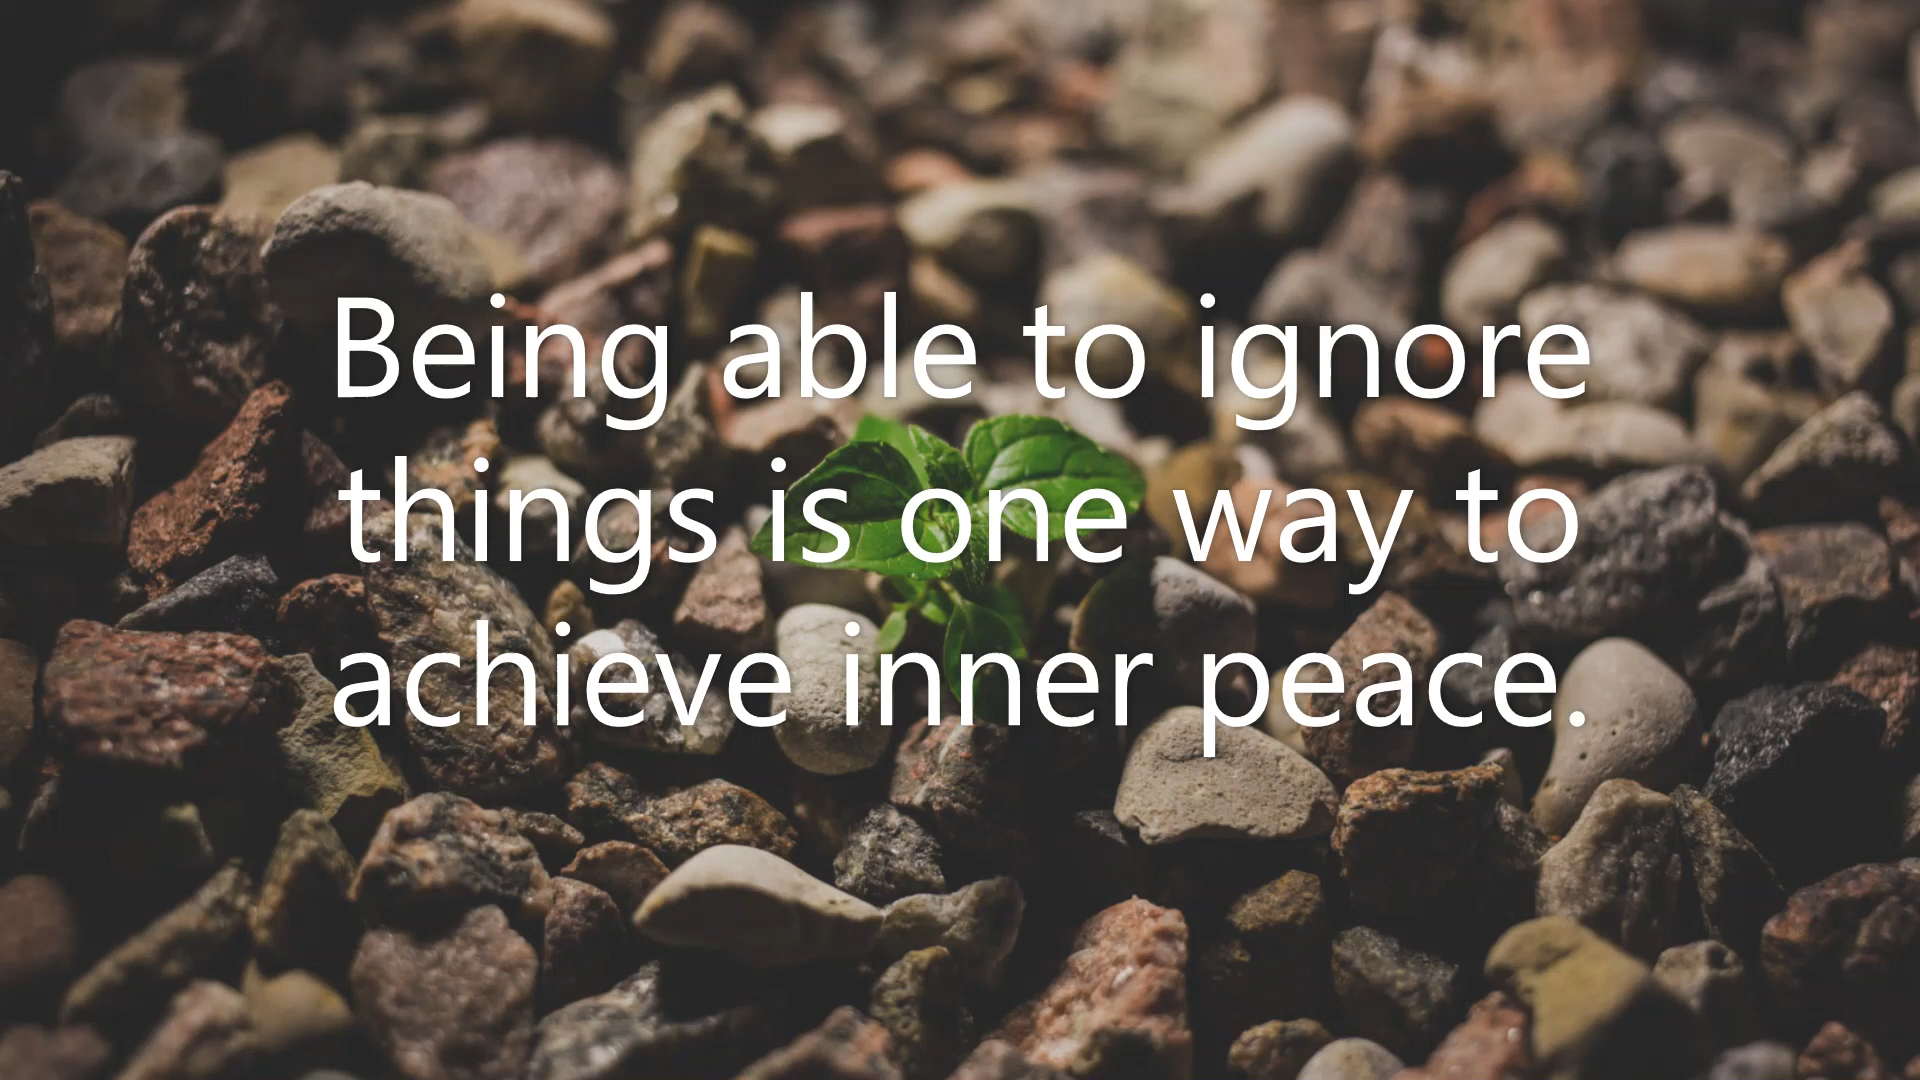 Being able to ignore
things is one way to
achieve inner peace.